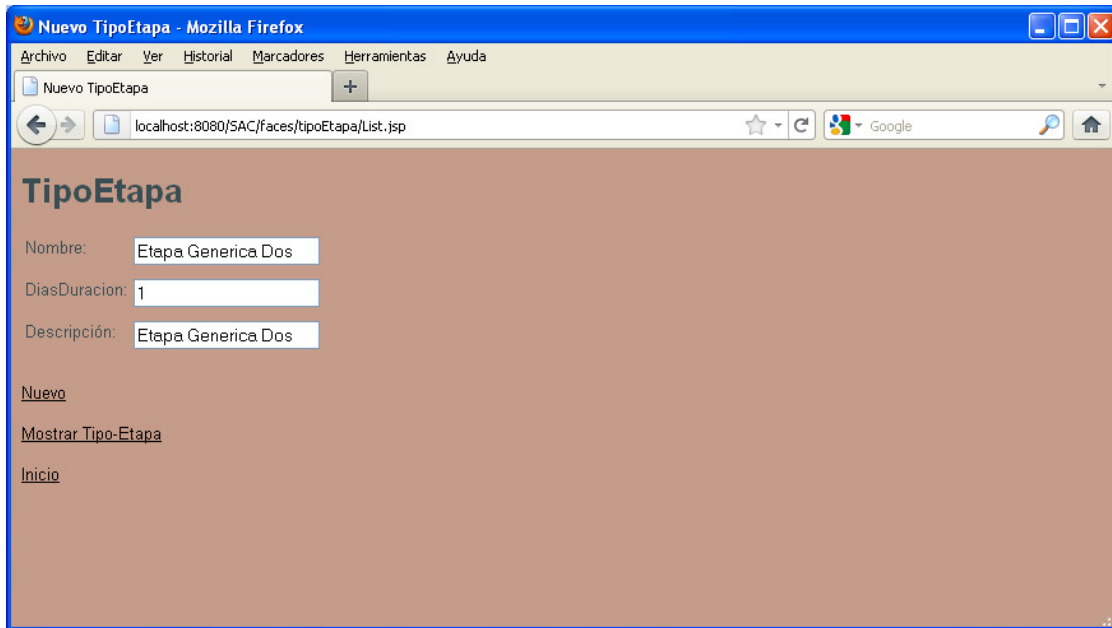 Nuevo TipoEtapa - Mozilla Firefox
Archivo Editar Ver Historial Marcadores Herramientas Ayuda
Nuevo TipoEtapa
localhost:8080/SAC/faces/tipoEtapa/List.jsp Google
TipoEtapa
Nombre: Etapa Generica Dos
DiasDuracion: 1
Descripción: Etapa Generica Dos
Nuevo
Mostrar Tipo-Etapa
Inicio